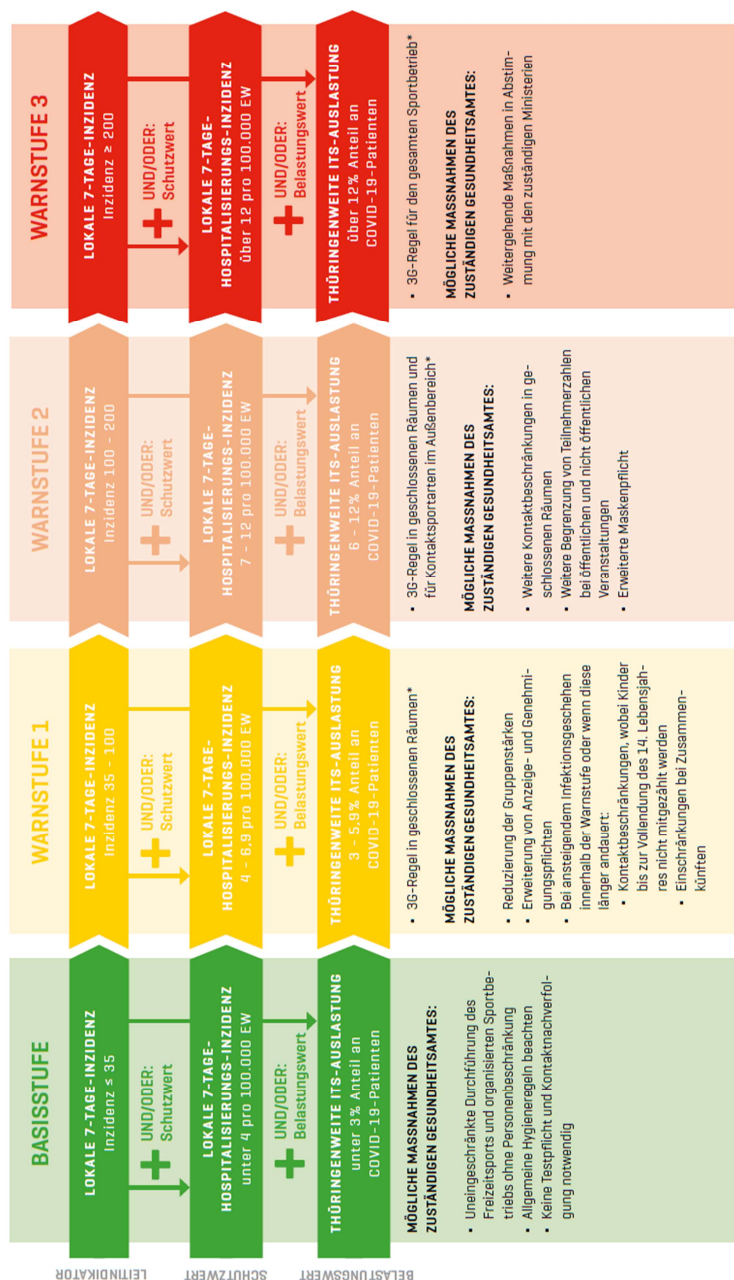 BASISSTUFE
LOKALE 7-TAGE-INZIDENZ
Inzidenz ≤ 35
UND/ODER:
Schutzwert
LOKALE 7-TAGE-
HOSPITALISIERUNGS-INZIDENZ
unter 4 pro 100.000 EW
UND/ODER:
Belastungswert
THÜRINGENWEITE ITS-AUSLASTUNG
unter 3% Anteil an
COVID-19-Patienten
MÖGLICHE MASSNAHMEN DES
ZUSTÄNDIGEN GESUNDHEITSAMTES:
• Uneingeschränkte Durchführung des
Freizeitsports und organisierten Sportbe-
triebs ohne Personenbeschränkung
• Allgemeine Hygieneregeln beachten
• Keine Testpflicht und Kontaktnachverfol-
gung notwendig
WARNSTUFE 1
LOKALE 7-TAGE-INZIDENZ
Inzidenz 35 - 100
UND/ODER:
Schutzwert
LOKALE 7-TAGE-
HOSPITALISIERUNGS-INZIDENZ
4 - 6,9 pro 100.000 EW
UND/ODER:
Belastungswert
THÜRINGENWEITE ITS-AUSLASTUNG
3 - 5,9% Anteil an
COVID-19-Patienten
• 3G-Regel in geschlossenen Räumen*
MÖGLICHE MASSNAHMEN DES
ZUSTÄNDIGEN GESUNDHEITSAMTES:
• Reduzierung der Gruppenstärken
• Erweiterung von Anzeige- und Genehmi-
gungspflichten
• Bei ansteigendem Infektionsgeschehen
innerhalb der Warnstufe oder wenn diese
länger andauert:
• Kontaktbeschränkungen, wobei Kinder
bis zur Vollendung des 14. Lebensjah-
res nicht mitgezählt werden
• Einschränkungen bei Zusammen-
künften
WARNSTUFE 2
LOKALE 7-TAGE-INZIDENZ
Inzidenz 100 - 200
UND/ODER:
Schutzwert
LOKALE 7-TAGE-
HOSPITALISIERUNGS-INZIDENZ
7 - 12 pro 100.000 EW
UND/ODER:
Belastungswert
THÜRINGENWEITE ITS-AUSLASTUNG
6 - 12% Anteil an
COVID-19-Patienten
• 3G-Regel in geschlossenen Räumen und
für Kontaktsportarten im Außenbereich*
MÖGLICHE MASSNAHMEN DES
ZUSTÄNDIGEN GESUNDHEITSAMTES:
• Weitere Kontaktbeschränkungen in ge-
schlossenen Räumen
• Weitere Begrenzung von Teilnehmerzahlen
bei öffentlichen und nicht öffentlichen
Veranstaltungen
• Erweiterte Maskenpflicht
WARNSTUFE 3
LOKALE 7-TAGE-INZIDENZ
Inzidenz ≥ 200
UND/ODER:
Schutzwert
LOKALE 7-TAGE-
HOSPITALISIERUNGS-INZIDENZ
über 12 pro 100.000 EW
UND/ODER:
Belastungswert
THÜRINGENWEITE ITS-AUSLASTUNG
über 12% Anteil an
COVID-19-Patienten
• 3G-Regel für den gesamten Sportbetrieb*
MÖGLICHE MASSNAHMEN DES
ZUSTÄNDIGEN GESUNDHEITSAMTES:
• Weitergehende Maßnahmen in Abstim-
mung mit den zuständigen Ministerien
LEITINDIKATOR
SCHUTZWERT
BELASTUNGSWERT